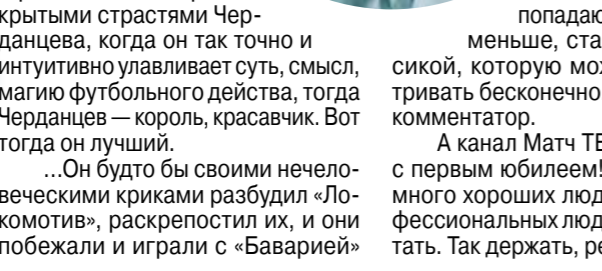 крытыми страстями Чер-
данцева, когда он так точно и
интуитивно улавливает суть, смысл,
магию футбольного действа, тогда
Черданцев — король, красавчик. Вот
тогда он лучший.
...Он будто бы своими нечело-
веческими криками разбудил «Ло-
комотив», раскрепостил их, и они
побежали и играли с «Баварией»
попадаю
меньше, ста
сикой, которую мо
тривать бесконечно
комментатор.
А канал Матч ТВ
с первым юбилеем!
много хороших люд
фессиональных люд
тать. Так держать, ре